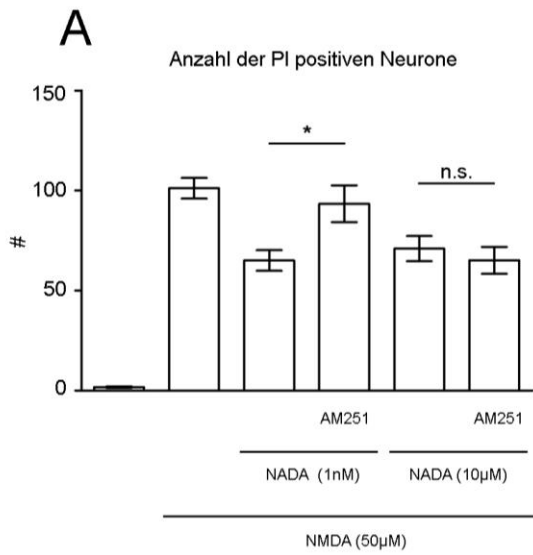 A
Anzahl der PI positiven Neurone
150
100
50
0
#
*
n.s.
AM251 AM251
NADA (1nM) NADA (10µM)
NMDA (50µM)